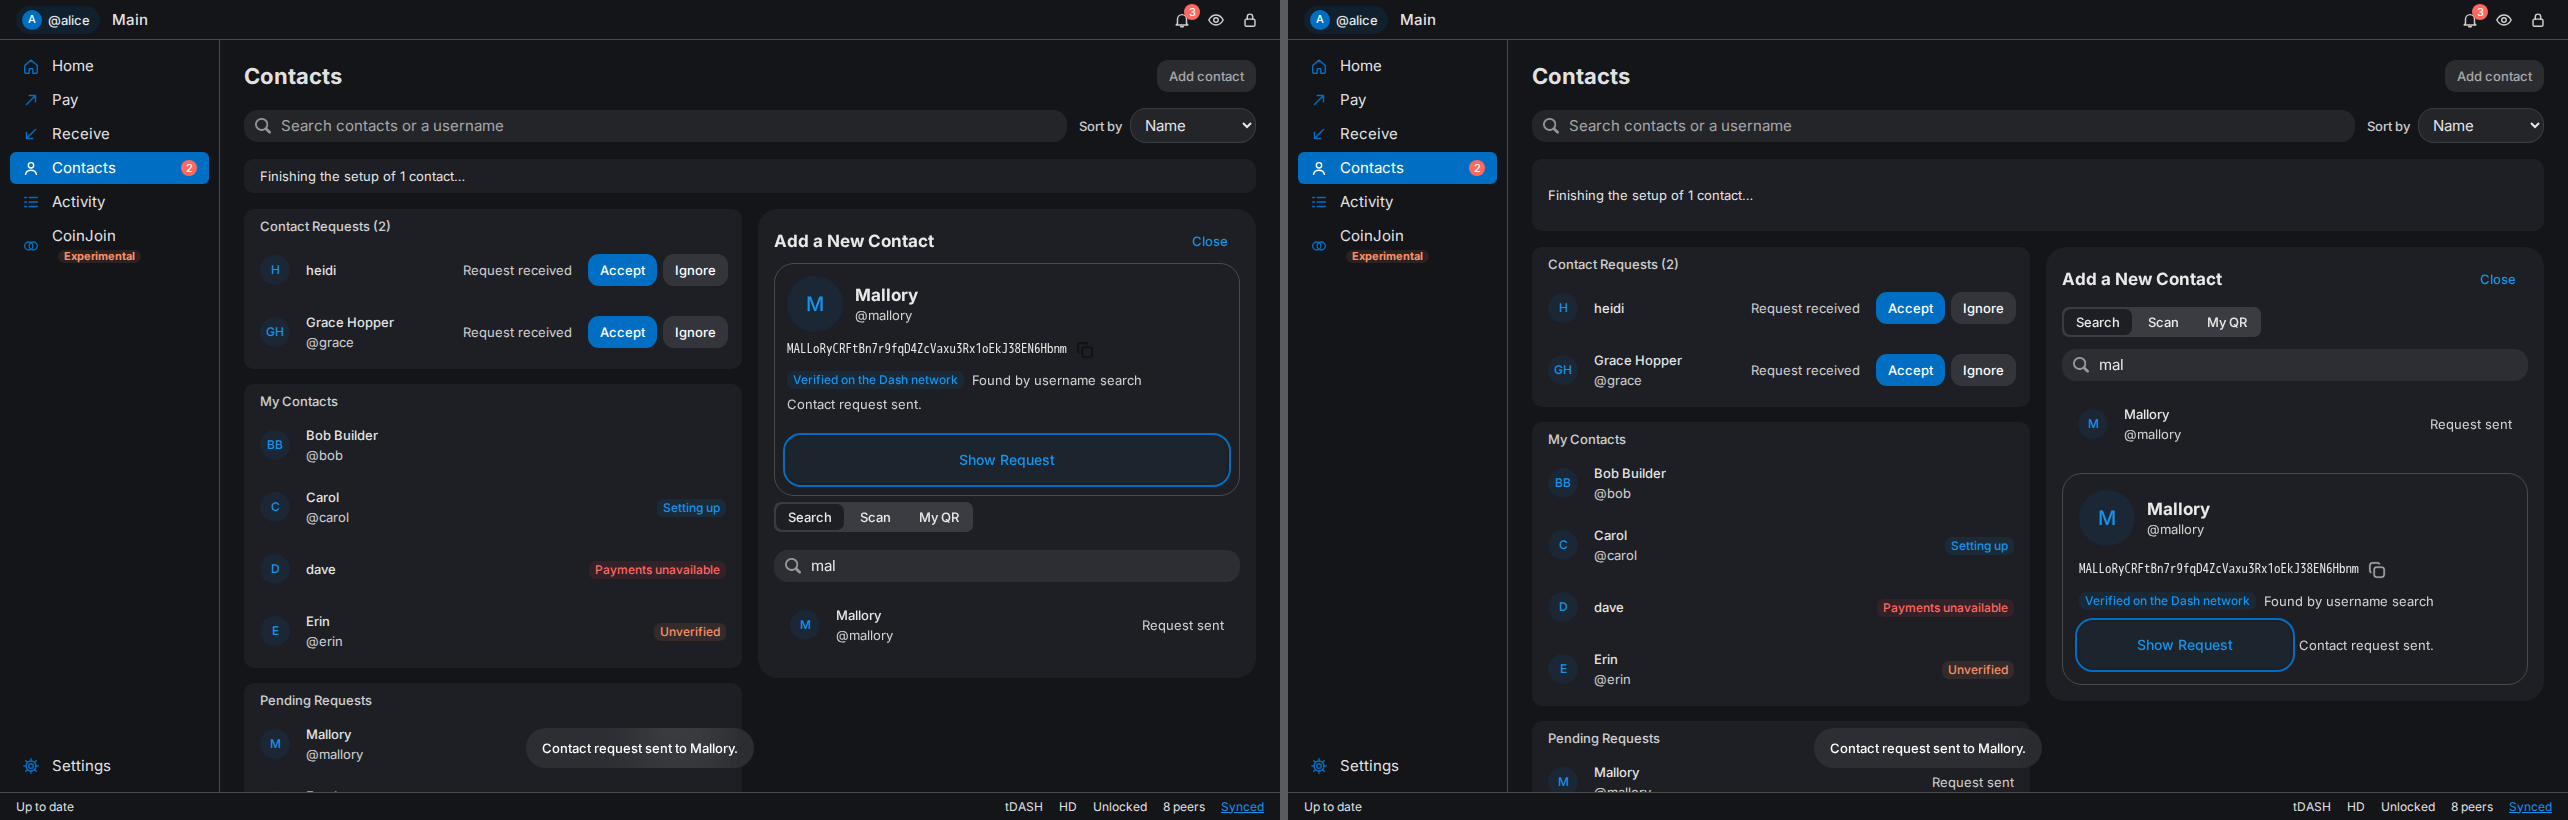 A @alice Main 3
Home
Pay
Receive
Contacts 2
Activity
CoinJoin
Experimental
Settings
Contacts
Add contact
Search contacts or a username
Sort by Name
Finishing the setup of 1 contact...
Contact Requests (2)
H heidi Request received Accept Ignore
GH Grace Hopper
@grace
Request received Accept Ignore
My Contacts
BB Bob Builder
@bob
C Carol
@carol
Setting up
D dave Payments unavailable
E Erin
@erin
Unverified
Pending Requests
M Mallory
@mallory
Add a New Contact Close
M Mallory
@mallory
MALLoRyCRFtBn7r9fqD4ZcVaxu3Rx1oEkJ38EN6Hbnm
Verified on the Dash network Found by username search
Contact request sent.
Show Request
Search Scan My QR
mal
M Mallory
@mallory
Request sent
Contact request sent to Mallory.
Up to date tDASH HD Unlocked 8 peers Synced
A @alice Main 3
Home
Pay
Receive
Contacts 2
Activity
CoinJoin
Experimental
Settings
Contacts
Add contact
Search contacts or a username
Sort by Name
Finishing the setup of 1 contact...
Contact Requests (2)
H heidi Request received Accept Ignore
GH Grace Hopper
@grace
Request received Accept Ignore
My Contacts
BB Bob Builder
@bob
C Carol
@carol
Setting up
D dave Payments unavailable
E Erin
@erin
Unverified
Pending Requests
M Mallory
@mallory
Request sent
Add a New Contact Close
Search Scan My QR
mal
M Mallory
@mallory
Request sent
M Mallory
@mallory
MALLoRyCRFtBn7r9fqD4ZcVaxu3Rx1oEkJ38EN6Hbnm
Verified on the Dash network Found by username search
Show Request Contact request sent.
Contact request sent to Mallory.
Up to date tDASH HD Unlocked 8 peers Synced